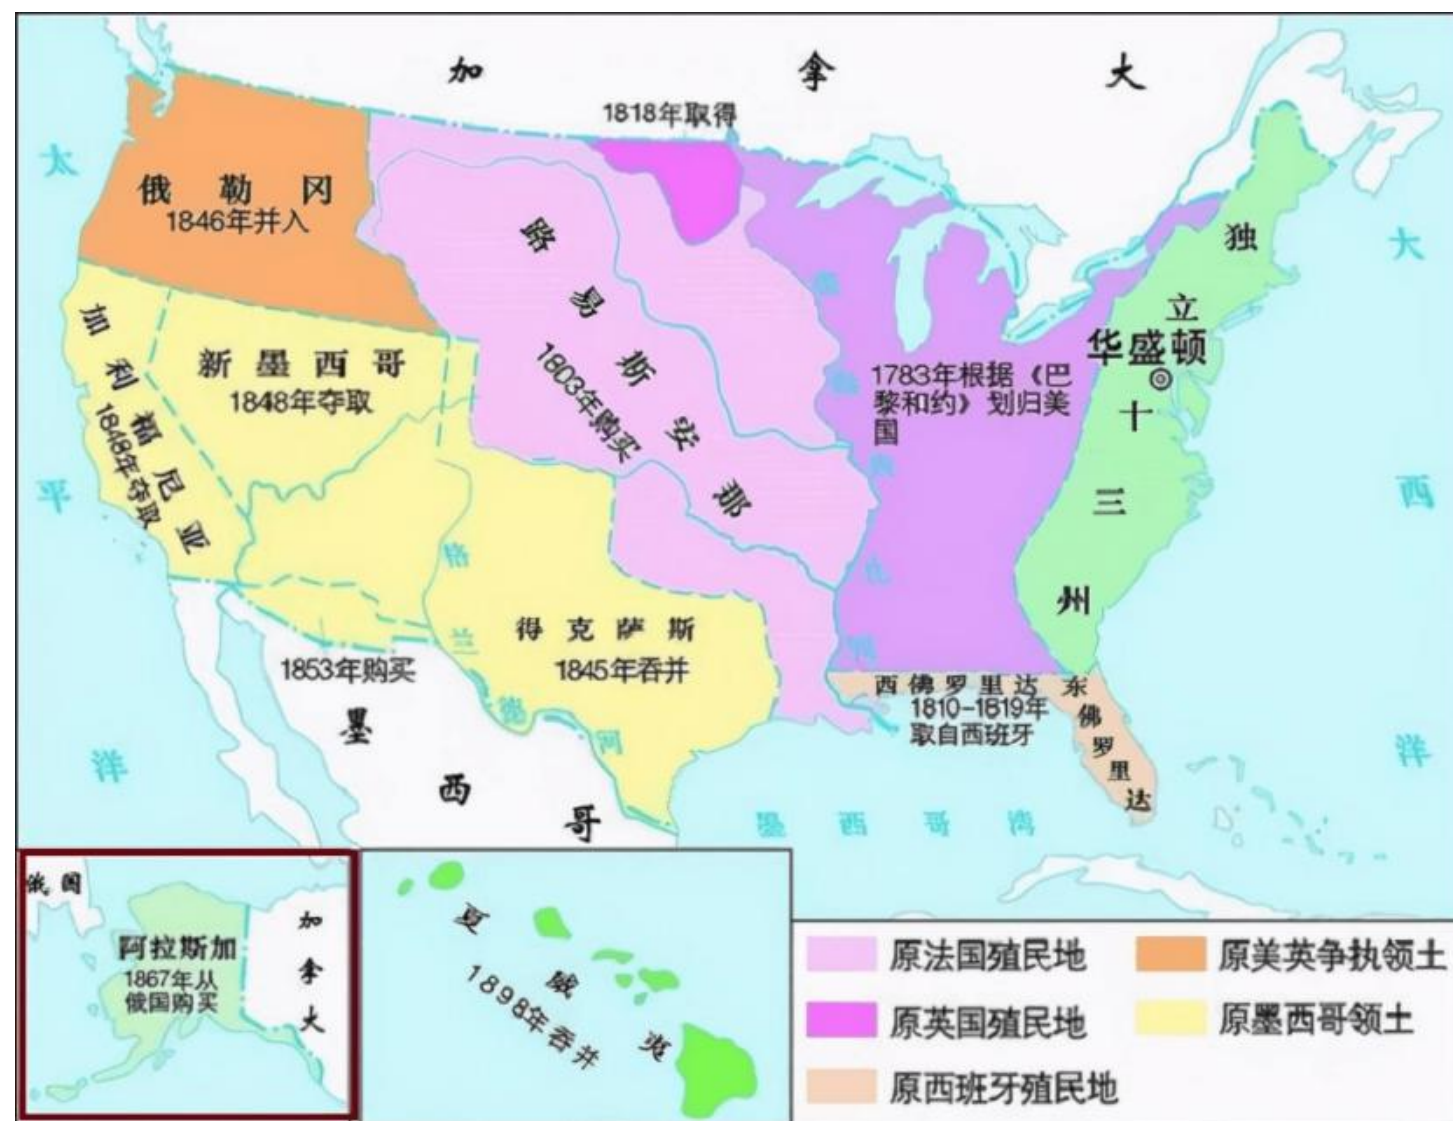 加拿大
1818年取得
太平洋
大西洋
俄勒冈
1846年并入
路易斯安那
1803年购买
独立十三州
华盛顿
加利福尼亚
1848年夺取
新墨西哥
1848年夺取
1783年根据《巴
黎和约》划归美
国
格兰德河
得克萨斯
1845年吞并
1853年购买
墨西哥
西佛罗里达
东佛罗里达
1810-1819年
取自西班牙
墨西哥湾
俄国
加拿大
阿拉斯加
1867年从
俄国购买
夏威夷
1898年吞并
原法国殖民地
原美英争执领土
原英国殖民地
原墨西哥领土
原西班牙殖民地